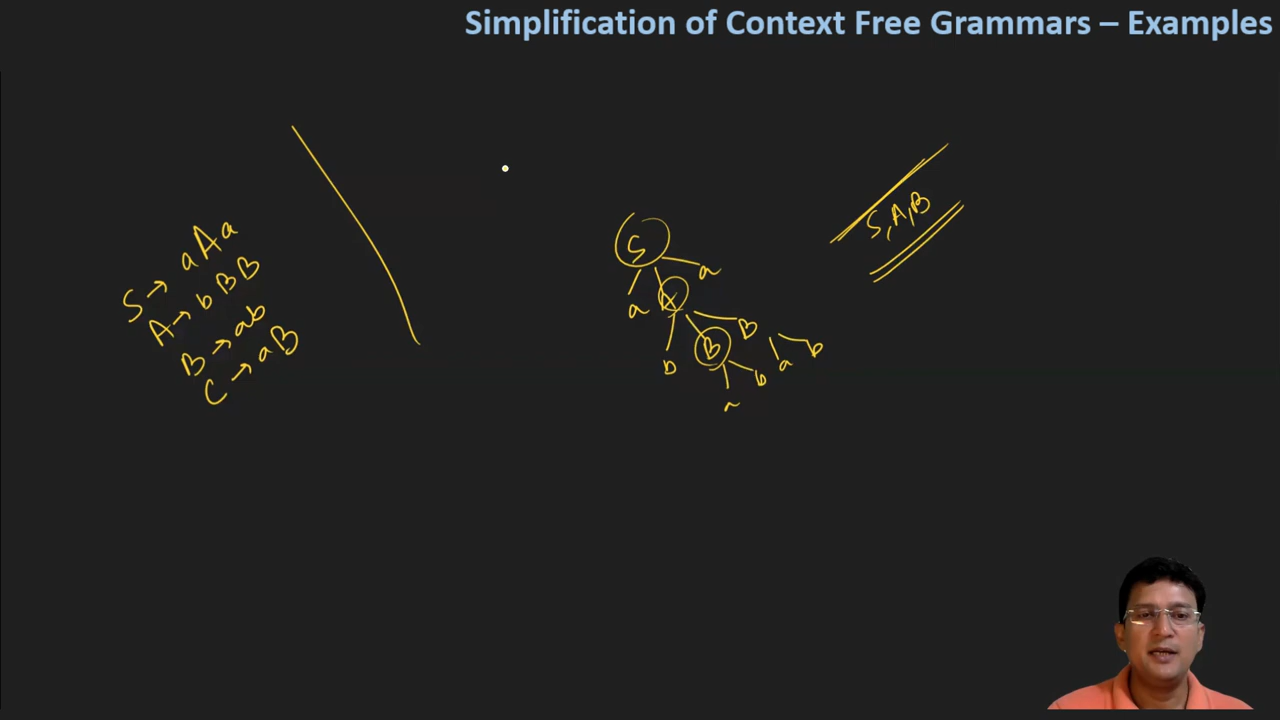 Simplification of Context Free Grammars – Examples
S → aAa
A → bBB
B → ab
C → aB
S
a A a
b B B
a b a b
S, A, B